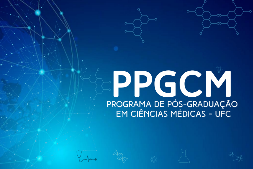 PPGCM
PROGRAMA DE PÓS-GRADUAÇÃO
EM CIÊNCIAS MÉDICAS - UFC